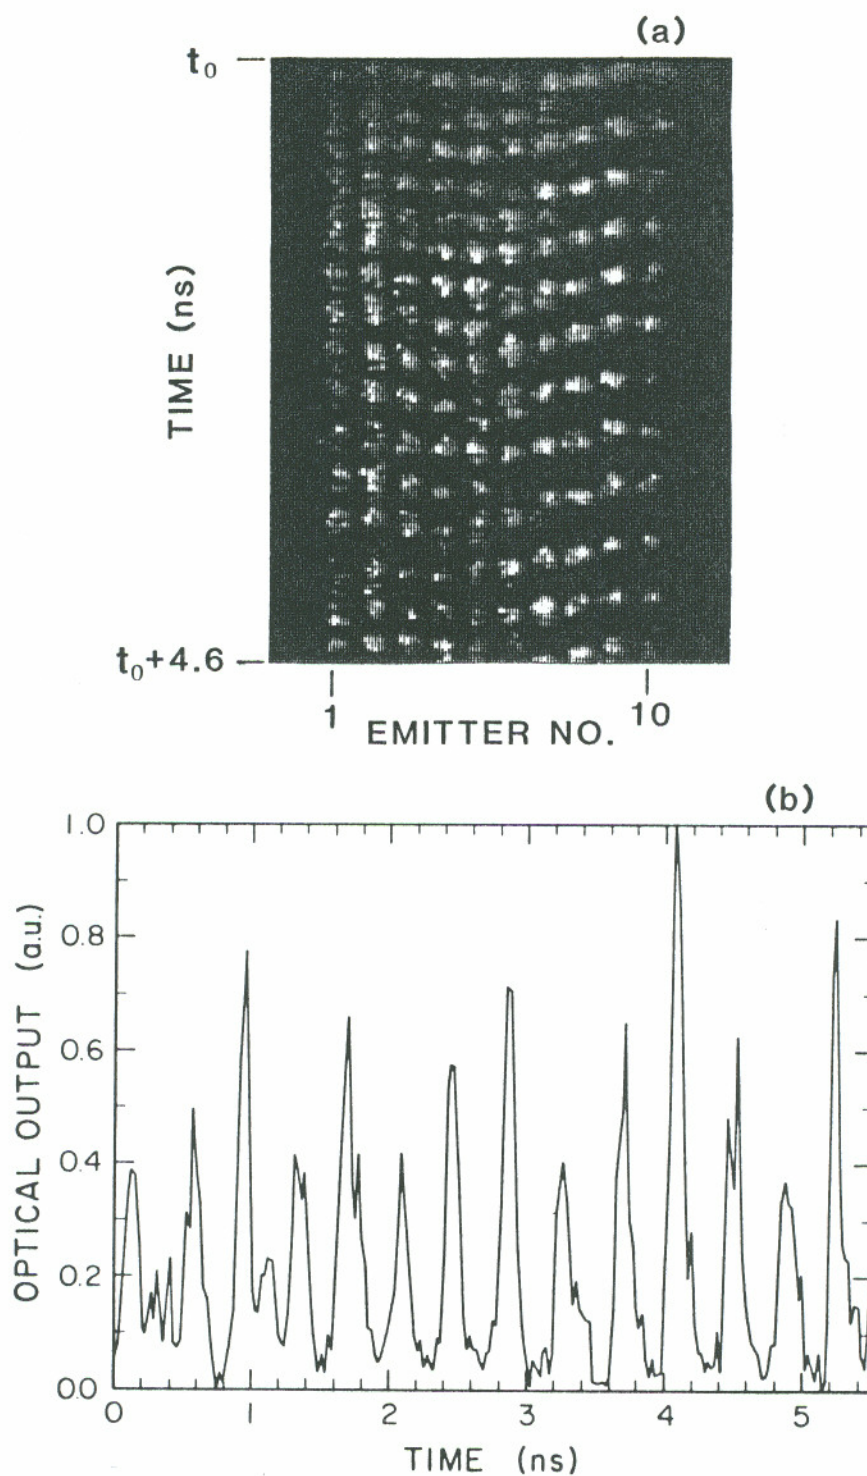 (a)
t₀
TIME (ns)
t₀+4.6
1
10
EMITTER NO.
(b)
1.0
0.8
0.6
0.4
0.2
0.0
OPTICAL OUTPUT (a.u.)
0
1
2
3
4
5
TIME (ns)